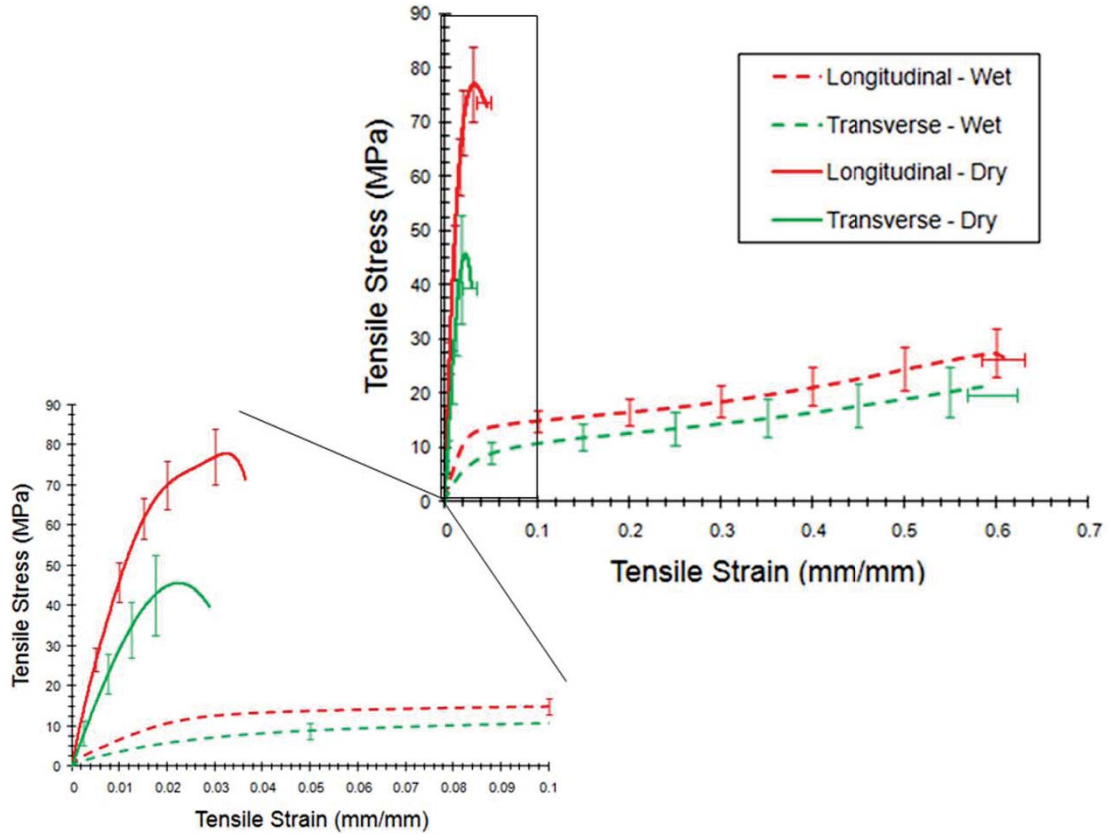 90
80
70
60
50
40
30
20
10
0
Tensile Stress (MPa)
0 0.1 0.2 0.3 0.4 0.5 0.6 0.7
Tensile Strain (mm/mm)
Longitudinal - Wet
Transverse - Wet
Longitudinal - Dry
Transverse - Dry
90
80
70
60
50
40
30
20
10
0
Tensile Stress (MPa)
0 0.01 0.02 0.03 0.04 0.05 0.06 0.07 0.08 0.09 0.1
Tensile Strain (mm/mm)